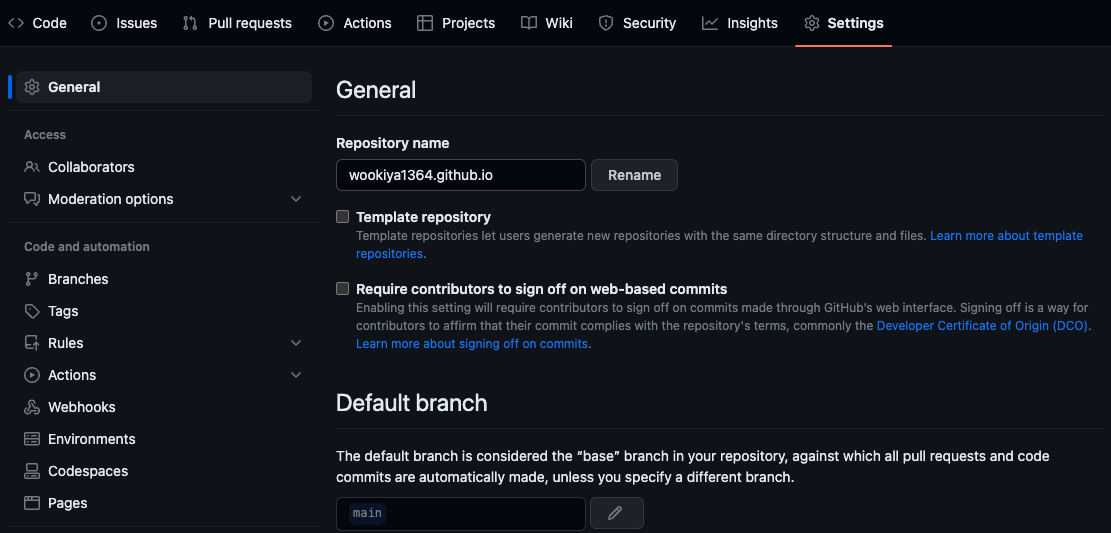 Code Issues Pull requests Actions Projects Wiki Security Insights Settings
General
Access
Collaborators
Moderation options
Code and automation
Branches
Tags
Rules
Actions
Webhooks
Environments
Codespaces
Pages
General
Repository name
wookiya1364.github.io Rename
Template repository
Template repositories let users generate new repositories with the same directory structure and files. Learn more about template
repositories.
Require contributors to sign off on web-based commits
Enabling this setting will require contributors to sign off on commits made through GitHub's web interface. Signing off is a way for
contributors to affirm that their commit complies with the repository's terms, commonly the Developer Certificate of Origin (DCO).
Learn more about signing off on commits.
Default branch
The default branch is considered the “base” branch in your repository, against which all pull requests and code
commits are automatically made, unless you specify a different branch.
main